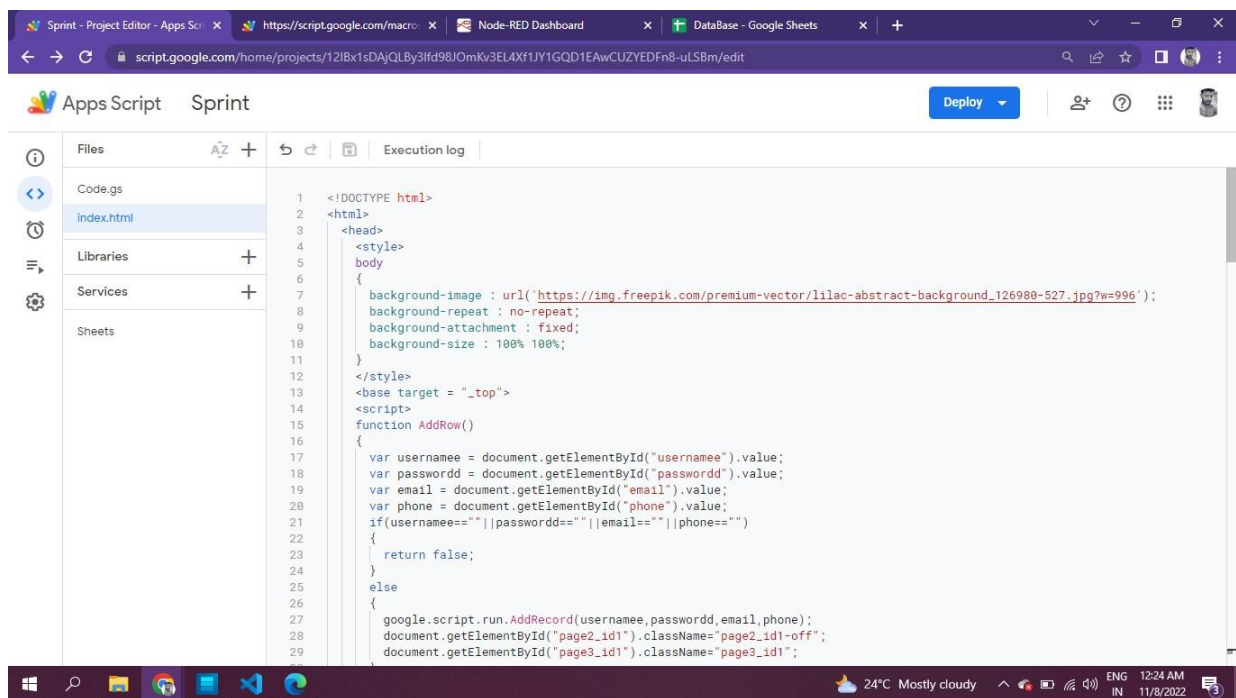 Sprint - Project Editor - Apps Scri
https://script.google.com/macro
Node-RED Dashboard
DataBase - Google Sheets
script.google.com/home/projects/12IBx1sDAjQLBy3Ifd98JOmKv3EL4Xf1JY1GQD1EAwCUZYEDFn8-uLSBm/edit
Apps Script Sprint
Deploy
Files
AZ
Execution log
Code.gs
index.html
Libraries
Services
Sheets
1 <!DOCTYPE html>
2 <html>
3 <head>
4 <style>
5 body
6 {
7 background-image : url('https://img.freepik.com/premium-vector/lilac-abstract-background_126980-527.jpg?w=996');
8 background-repeat : no-repeat;
9 background-attachment : fixed;
10 background-size : 100% 100%;
11 }
12 </style>
13 <base target = "_top">
14 <script>
15 function AddRow()
16 {
17 var usernamee = document.getElementById("usernamee").value;
18 var passwordd = document.getElementById("passwordd").value;
19 var email = document.getElementById("email").value;
20 var phone = document.getElementById("phone").value;
21 if(usernamee==""||passwordd==""||email==""||phone=="")
22 {
23 return false;
24 }
25 else
26 {
27 google.script.run.AddRecord(usernamee,passwordd,email,phone);
28 document.getElementById("page2_id1").className="page2_id1-off";
29 document.getElementById("page3_id1").className="page3_id1";
24°C Mostly cloudy
ENG
IN
12:24 AM
11/8/2022
3